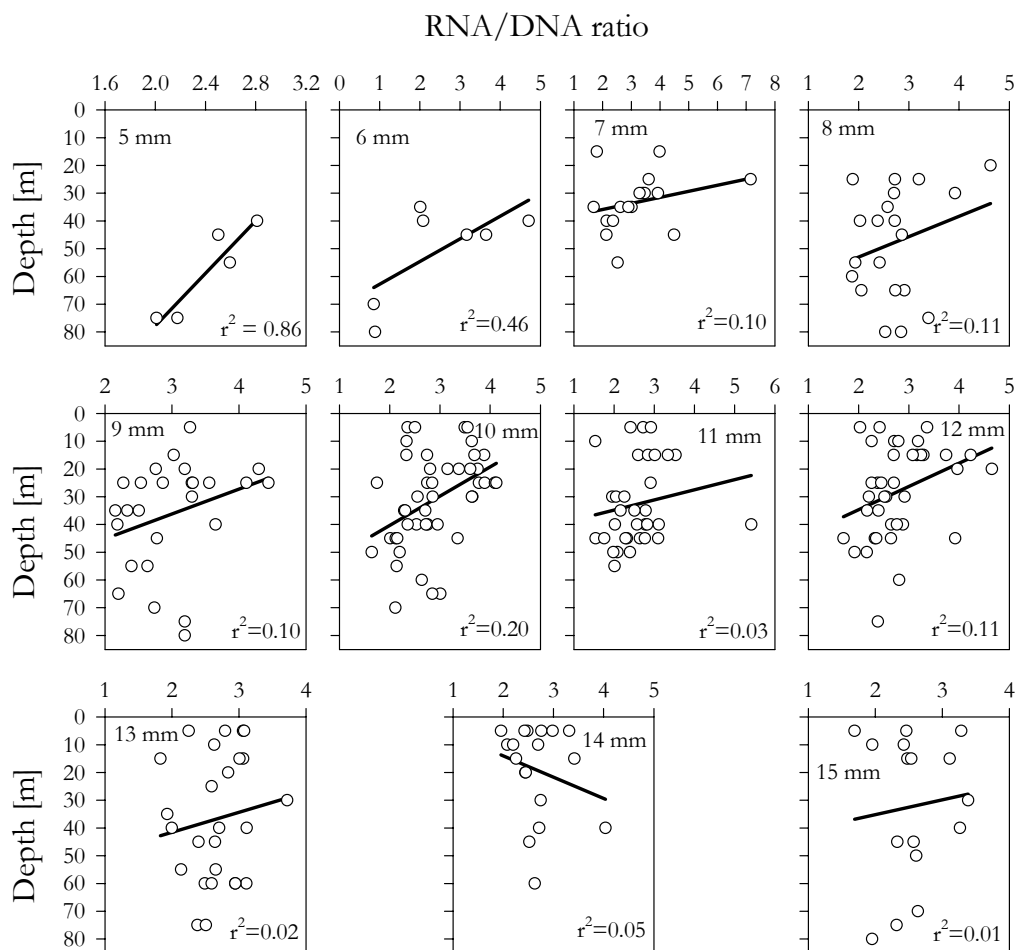 RNA/DNA ratio
1.6 2.0 2.4 2.8 3.2
0 1 2 3 4 5
1 2 3 4 5 6 7 8
1 2 3 4 5
Depth [m]
0
10
20
30
40
50
60
70
80
5 mm
r² = 0.86
6 mm
r²=0.46
7 mm
r²=0.10
8 mm
r²=0.11
2 3 4 5
1 2 3 4 5
1 2 3 4 5 6
1 2 3 4 5
Depth [m]
0
10
20
30
40
50
60
70
80
9 mm
r²=0.10
10 mm
r²=0.20
11 mm
r²=0.03
12 mm
r²=0.11
1 2 3 4
1 2 3 4 5
1 2 3 4
Depth [m]
0
10
20
30
40
50
60
70
80
13 mm
r²=0.02
14 mm
r²=0.05
15 mm
r²=0.01